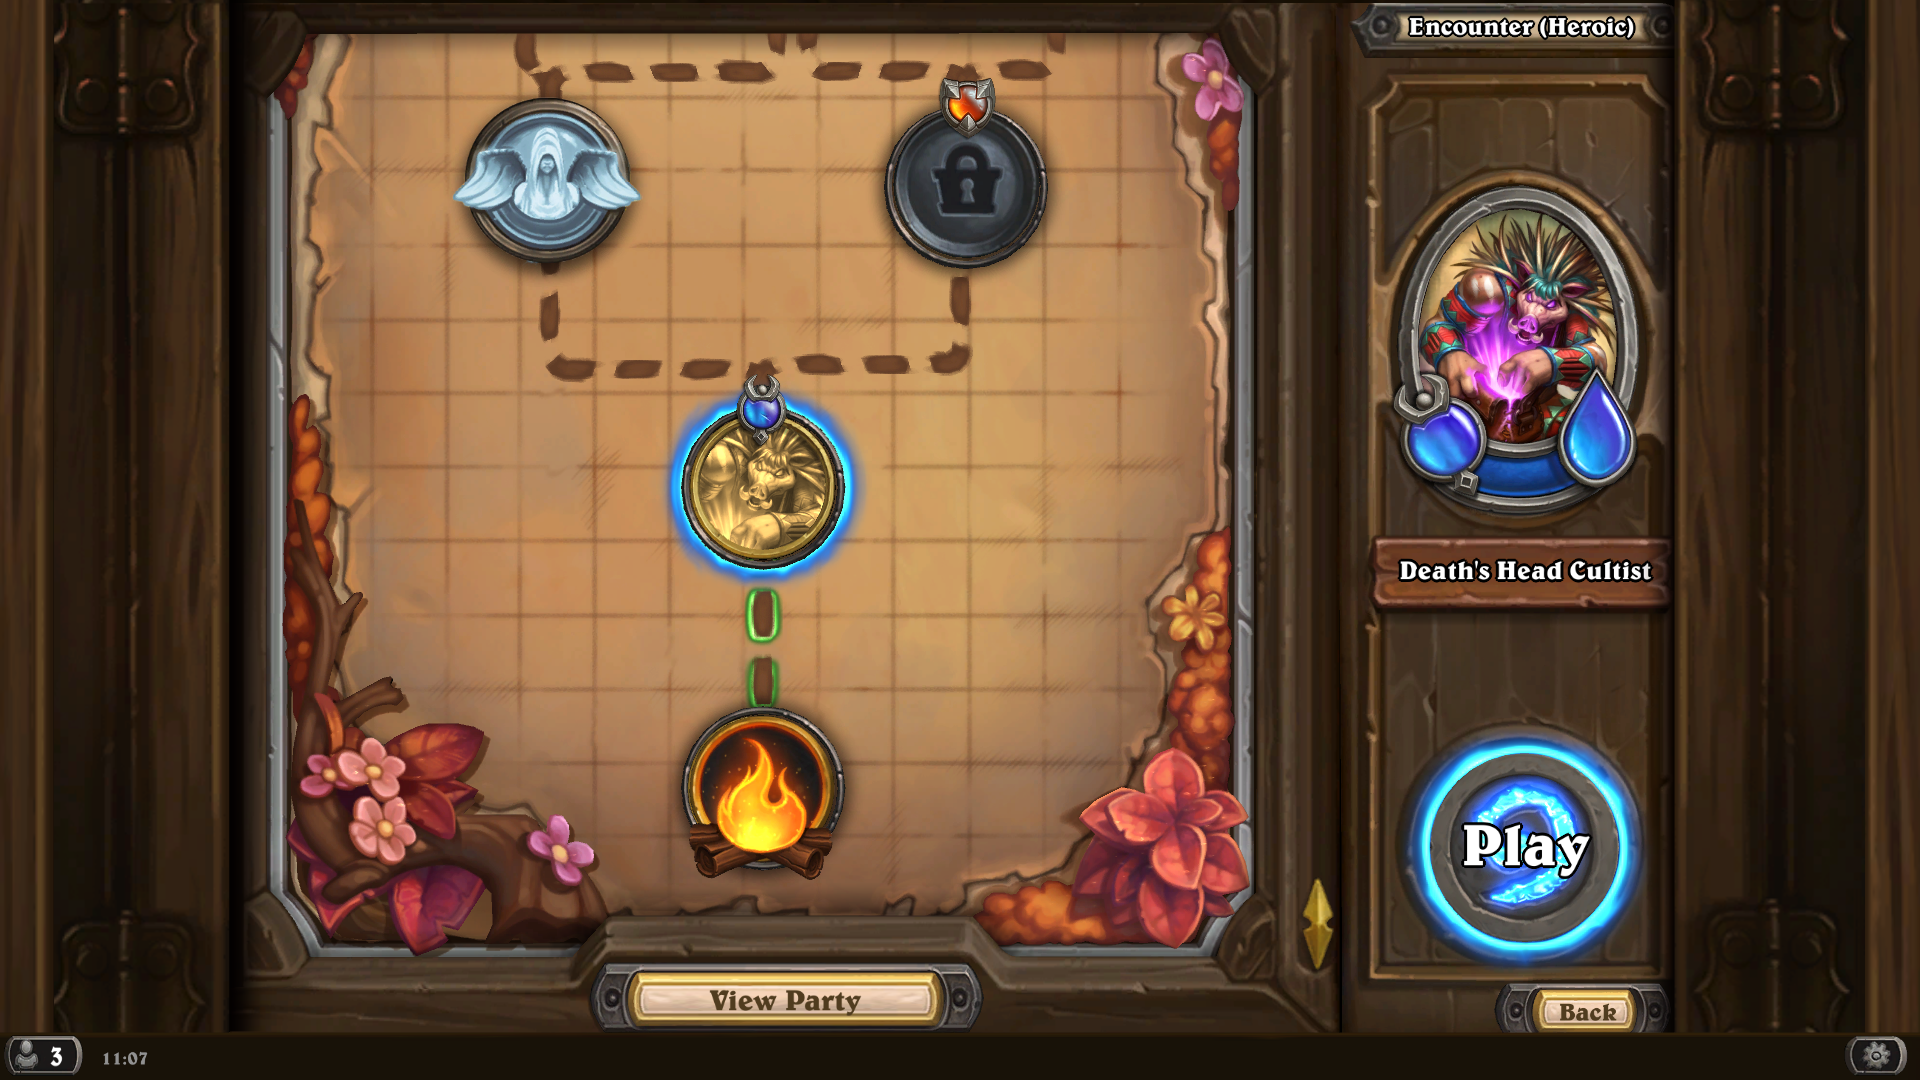 Encounter (Heroic)
Death's Head Cultist
Play
View Party
Back
3
11:07